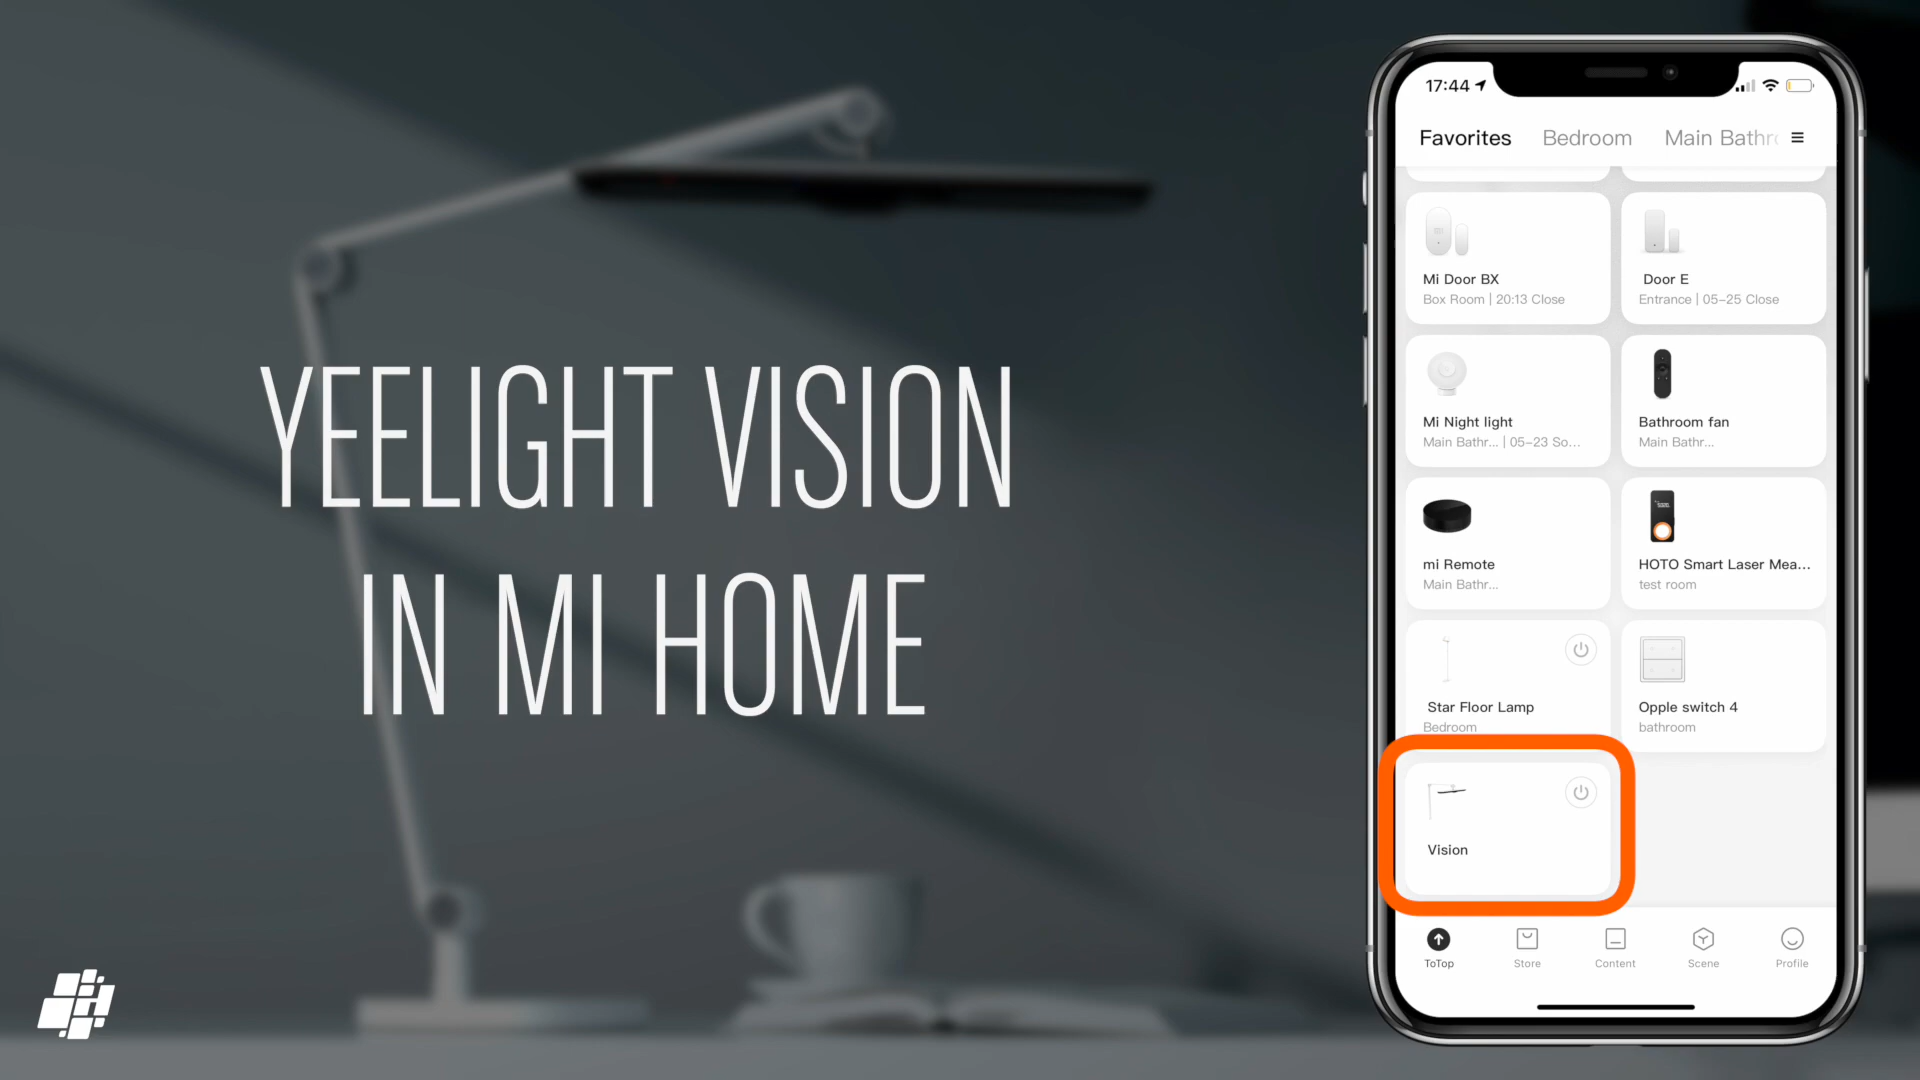 YEELIGHT VISION
IN MI HOME
17:44
Favorites Bedroom Main Bathr
Mi Door BX
Box Room | 20:13 Close
Door E
Entrance | 05-25 Close
Mi Night light
Main Bathr... | 05-23 So...
Bathroom fan
Main Bathr...
mi Remote
Main Bathr...
HOTO Smart Laser Mea...
test room
Star Floor Lamp
Bedroom
Opple switch 4
bathroom
Vision
ToTop Store Content Scene Profile